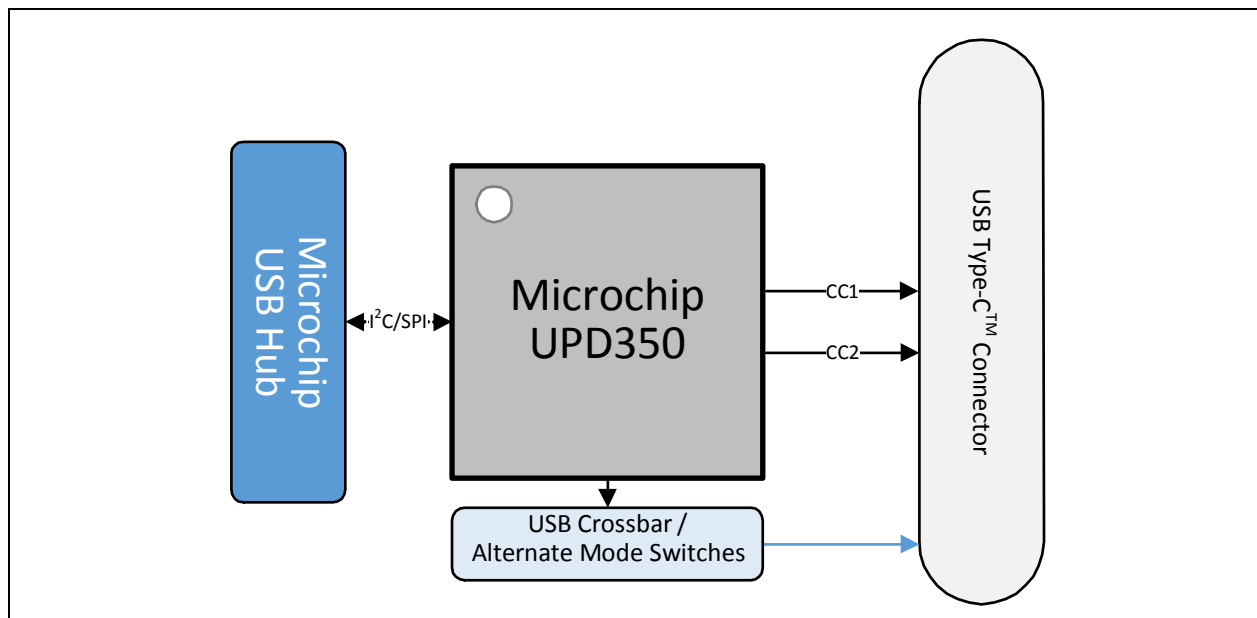 Microchip
USB Hub
I²C/SPI
Microchip
UPD350
CC1
CC2
USB Type-C™ Connector
USB Crossbar /
Alternate Mode Switches